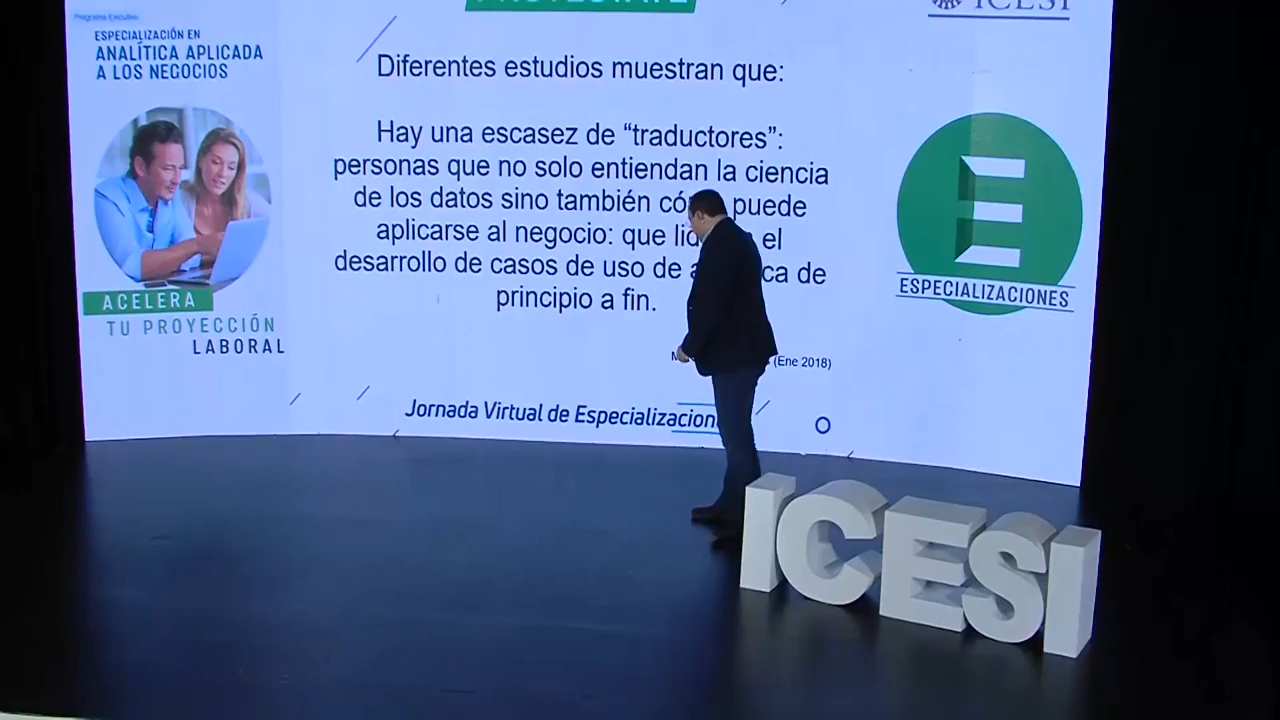 ICESI
Programa Ejecutivo
ESPECIALIZACIÓN EN
ANALÍTICA APLICADA
A LOS NEGOCIOS
ACELERA
TU PROYECCIÓN
LABORAL
Diferentes estudios muestran que:
Hay una escasez de “traductores”:
personas que no solo entiendan la ciencia
de los datos sino también puede
aplicarse al negocio: que el
desarrollo de casos de uso de de
principio a fin.
(Ene 2018)
Jornada Virtual de
ESPECIALIZACIONES
ICESI